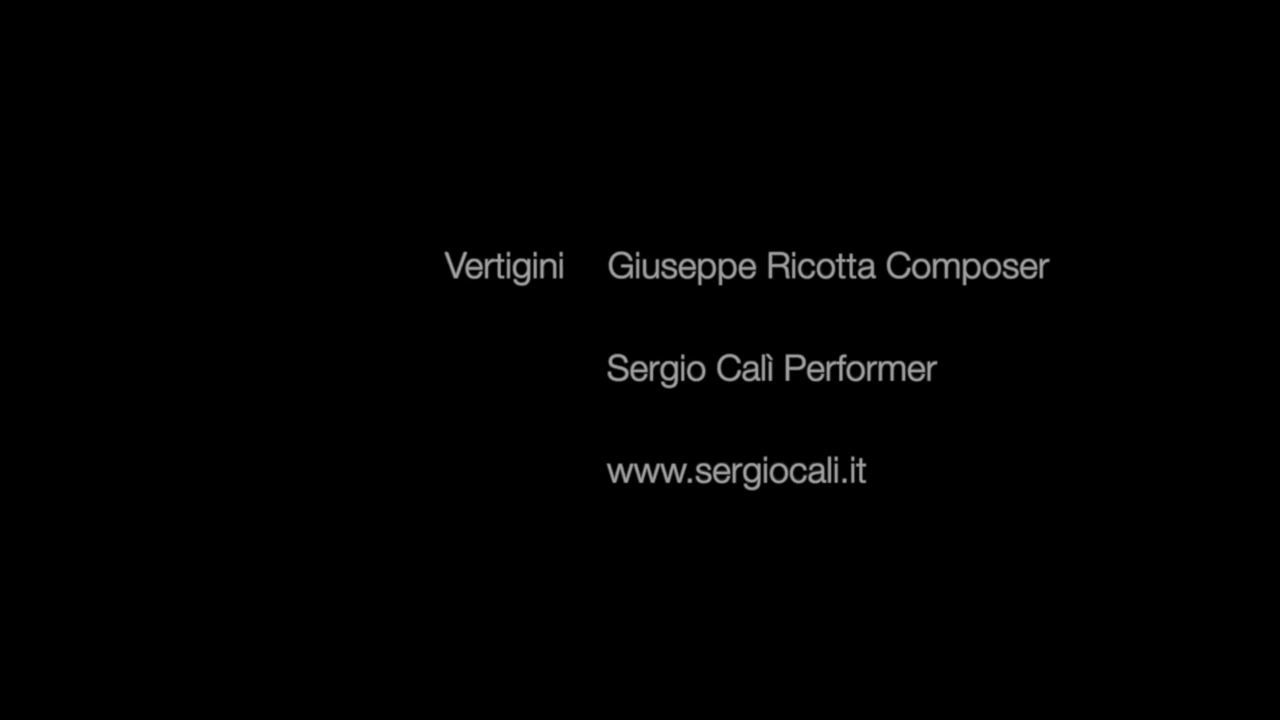 Vertigini Giuseppe Ricotta Composer
Sergio Calì Performer
www.sergiocali.it